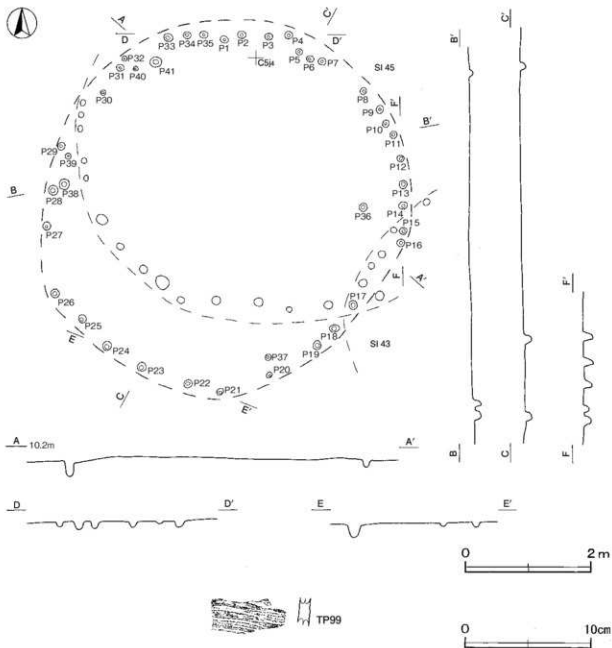 A
D
P33
P34
P35
P1
P2
P3
P4
C'
D'
C5j4
P5
P6
P7
SI 45
P32
P31
P40
P41
P30
P8
P9
F'
P10
B'
P11
P29
P39
P12
B
P28
P38
P13
P36
P14
P15
P27
P16
F
A'
P26
P17
P25
P18
E
P24
P19
SI 43
P37
P23
P20
C
P22
P21
E'
B'
C'
F'
B
C
F
A
10.2m
A'
D
D'
E
E'
0
2 m
TP99
0
10cm